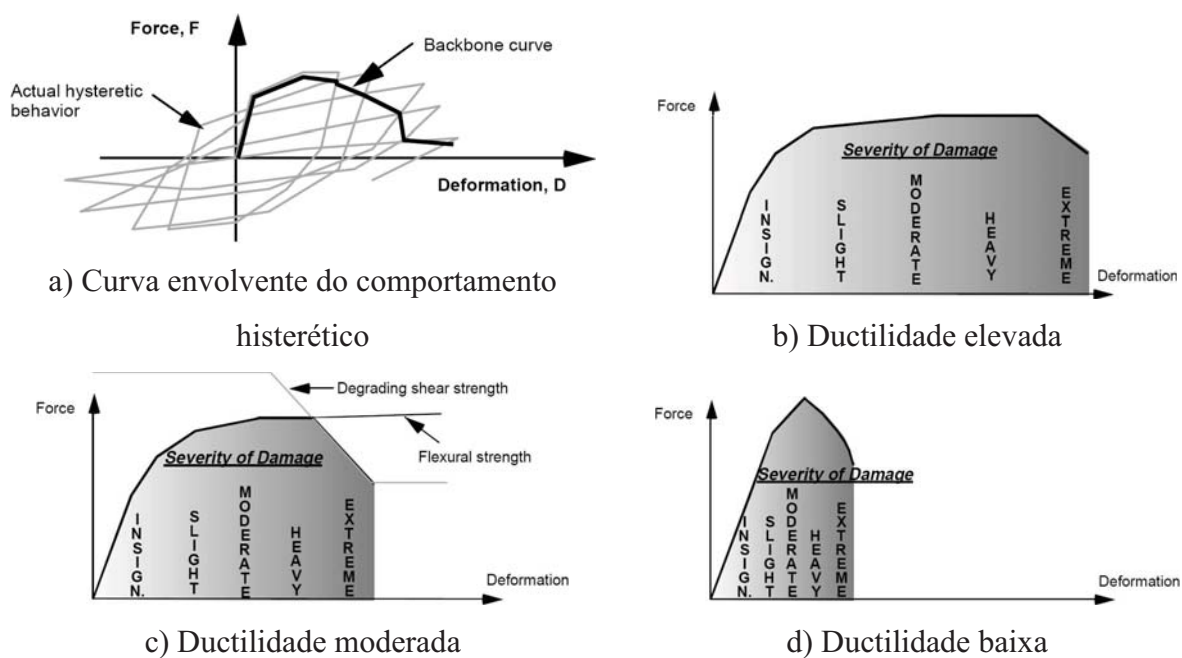 Force, F
Backbone curve
Actual hysteretic
behavior
Deformation, D
a) Curva envolvente do comportamento
histerético
Force
Severity of Damage
INSIGN.
SLIGHT
MODERATE
HEAVY
EXTREME
Deformation
b) Ductilidade elevada
Degrading shear strength
Force
Flexural strength
Severity of Damage
INSIGN.
SLIGHT
MODERATE
HEAVY
EXTREME
Deformation
c) Ductilidade moderada
Force
Severity of Damage
INSIGN.
SLIGHT
MODERATE
HEAVY
EXTREME
Deformation
d) Ductilidade baixa